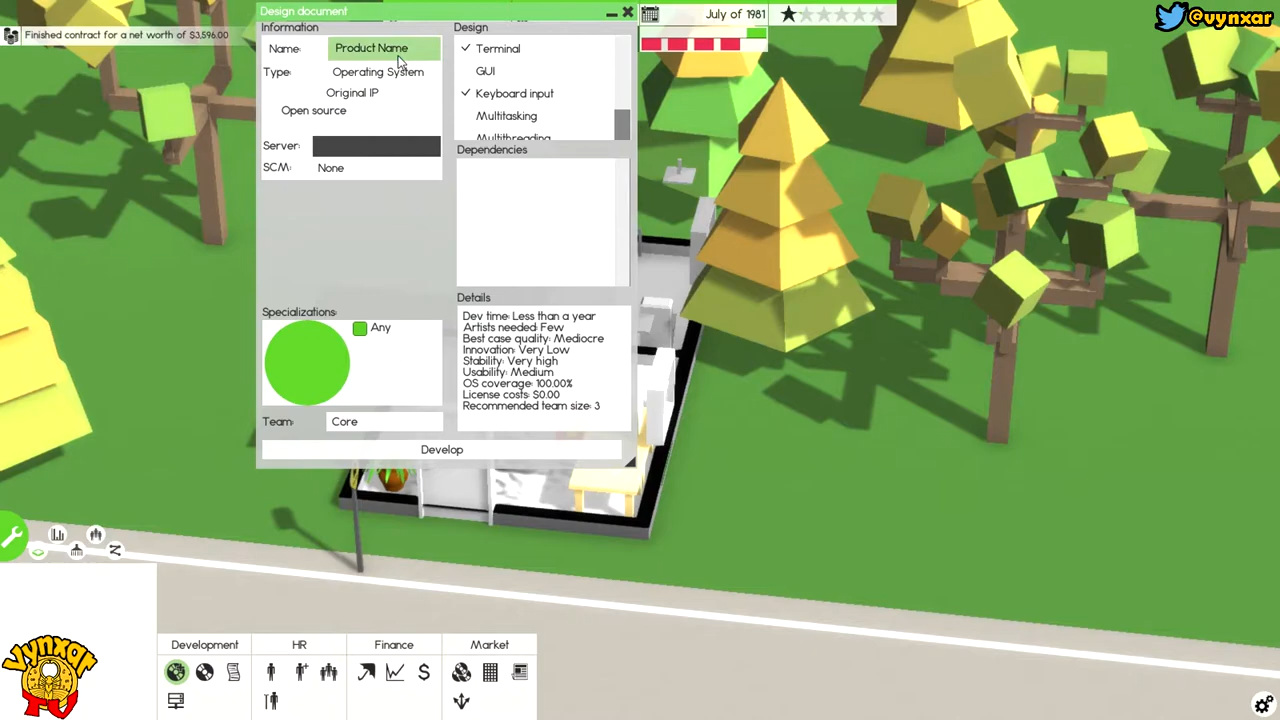 Design document
Information
Name: Product Name
Type: Operating System
Original IP
Open source
Server:
SCM: None
Specializations:
Any
Team: Core
Design
Terminal
GUI
Keyboard input
Multitasking
Multithreading
Dependencies
Details
Dev time: Less than a year
Artists needed: Few
Best case quality: Mediocre
Innovation: Very Low
Stability: Very high
Usability: Medium
OS coverage: 100.00%
License costs: $0.00
Recommended team size: 3
Develop
Finished contract for a net worth of $3,596.00
July of 1981
@vynxar
Vynxar
Development
HR
Finance
Market